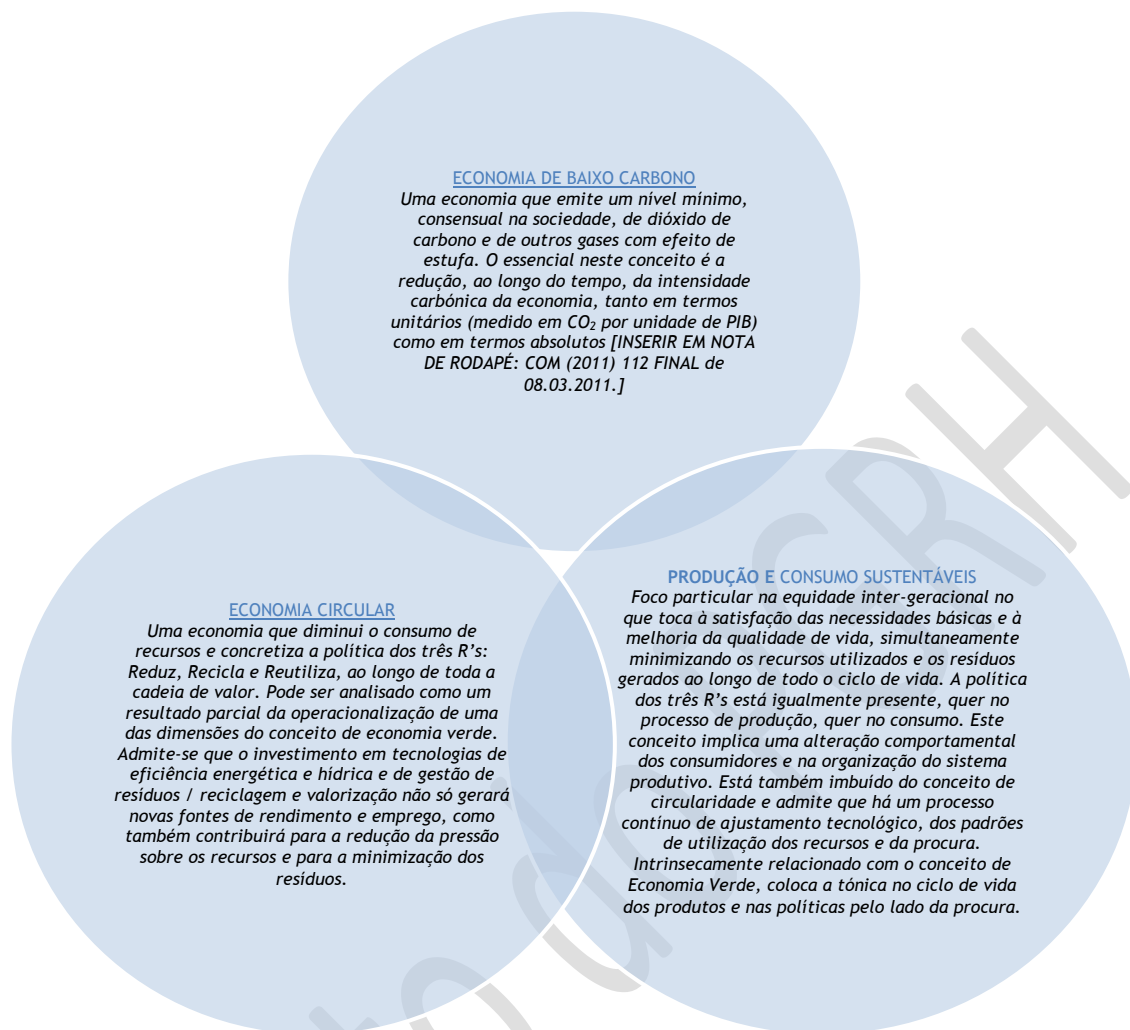 ECONOMIA DE BAIXO CARBONO
Uma economia que emite um nível mínimo,
consensual na sociedade, de dióxido de
carbono e de outros gases com efeito de
estufa. O essencial neste conceito é a
redução, ao longo do tempo, da intensidade
carbónica da economia, tanto em termos
unitários (medido em CO₂ por unidade de PIB)
como em termos absolutos [INSERIR EM NOTA
DE RODAPÉ: COM (2011) 112 FINAL de
08.03.2011.]
ECONOMIA CIRCULAR
Uma economia que diminui o consumo de
recursos e concretiza a política dos três R’s:
Reduz, Recicla e Reutiliza, ao longo de toda a
cadeia de valor. Pode ser analisado como um
resultado parcial da operacionalização de uma
das dimensões do conceito de economia verde.
Admite-se que o investimento em tecnologias de
eficiência energética e hídrica e de gestão de
resíduos / reciclagem e valorização não só gerará
novas fontes de rendimento e emprego, como
também contribuirá para a redução da pressão
sobre os recursos e para a minimização dos
resíduos.
PRODUÇÃO E CONSUMO SUSTENTÁVEIS
Foco particular na equidade inter-geracional no
que toca à satisfação das necessidades básicas e à
melhoria da qualidade de vida, simultaneamente
minimizando os recursos utilizados e os resíduos
gerados ao longo de todo o ciclo de vida. A política
dos três R’s está igualmente presente, quer no
processo de produção, quer no consumo. Este
conceito implica uma alteração comportamental
dos consumidores e na organização do sistema
produtivo. Está também imbuído do conceito de
circularidade e admite que há um processo
contínuo de ajustamento tecnológico, dos padrões
de utilização dos recursos e da procura.
Intrinsecamente relacionado com o conceito de
Economia Verde, coloca a tónica no ciclo de vida
dos produtos e nas políticas pelo lado da procura.
do PGRH